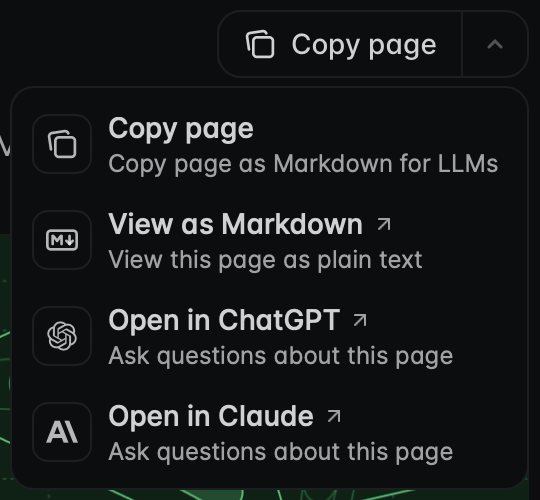 Copy page
Copy page
Copy page as Markdown for LLMs
View as Markdown
View this page as plain text
Open in ChatGPT
Ask questions about this page
Open in Claude
Ask questions about this page